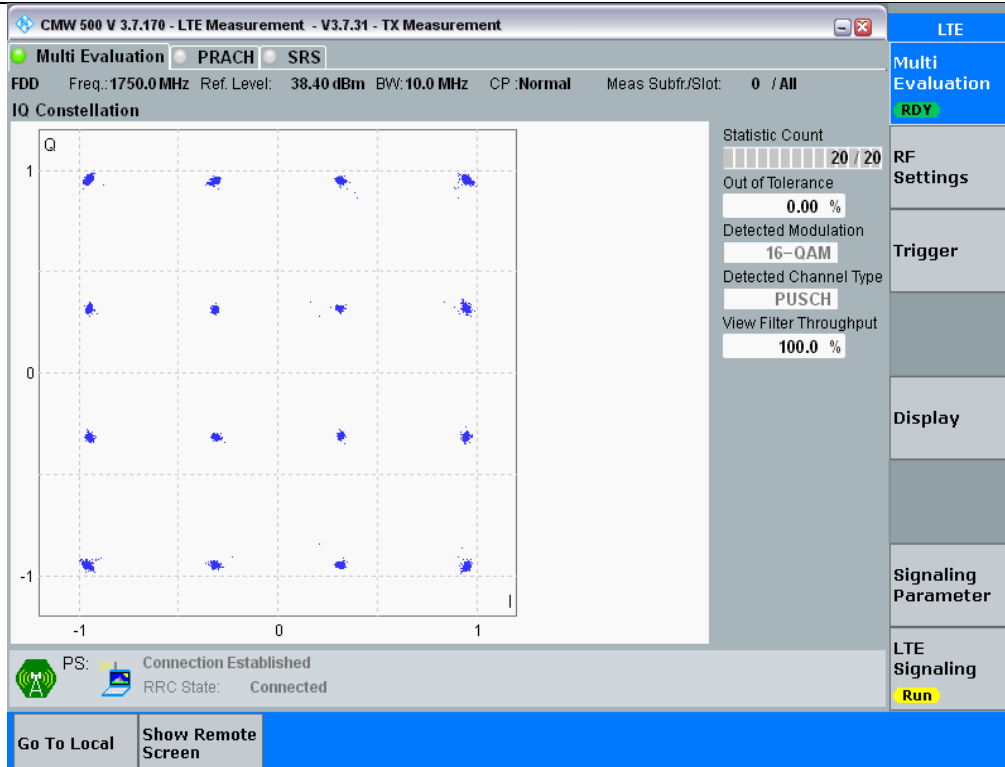 CMW 500 V 3.7.170 - LTE Measurement - V3.7.31 - TX Measurement
LTE
Multi Evaluation PRACH SRS
FDD Freq.:1750.0 MHz Ref. Level: 38.40 dBm BW:10.0 MHz CP :Normal Meas Subfr./Slot: 0 / All
IQ Constellation
Q
1
0
-1
-1 0 1
I
Statistic Count
20 / 20
Out of Tolerance
0.00 %
Detected Modulation
16-QAM
Detected Channel Type
PUSCH
View Filter Throughput
100.0 %
Multi
Evaluation
RDY
RF
Settings
Trigger
Display
Signaling
Parameter
LTE
Signaling
Run
PS: Connection Established
RRC State: Connected
Go To Local
Show Remote
Screen